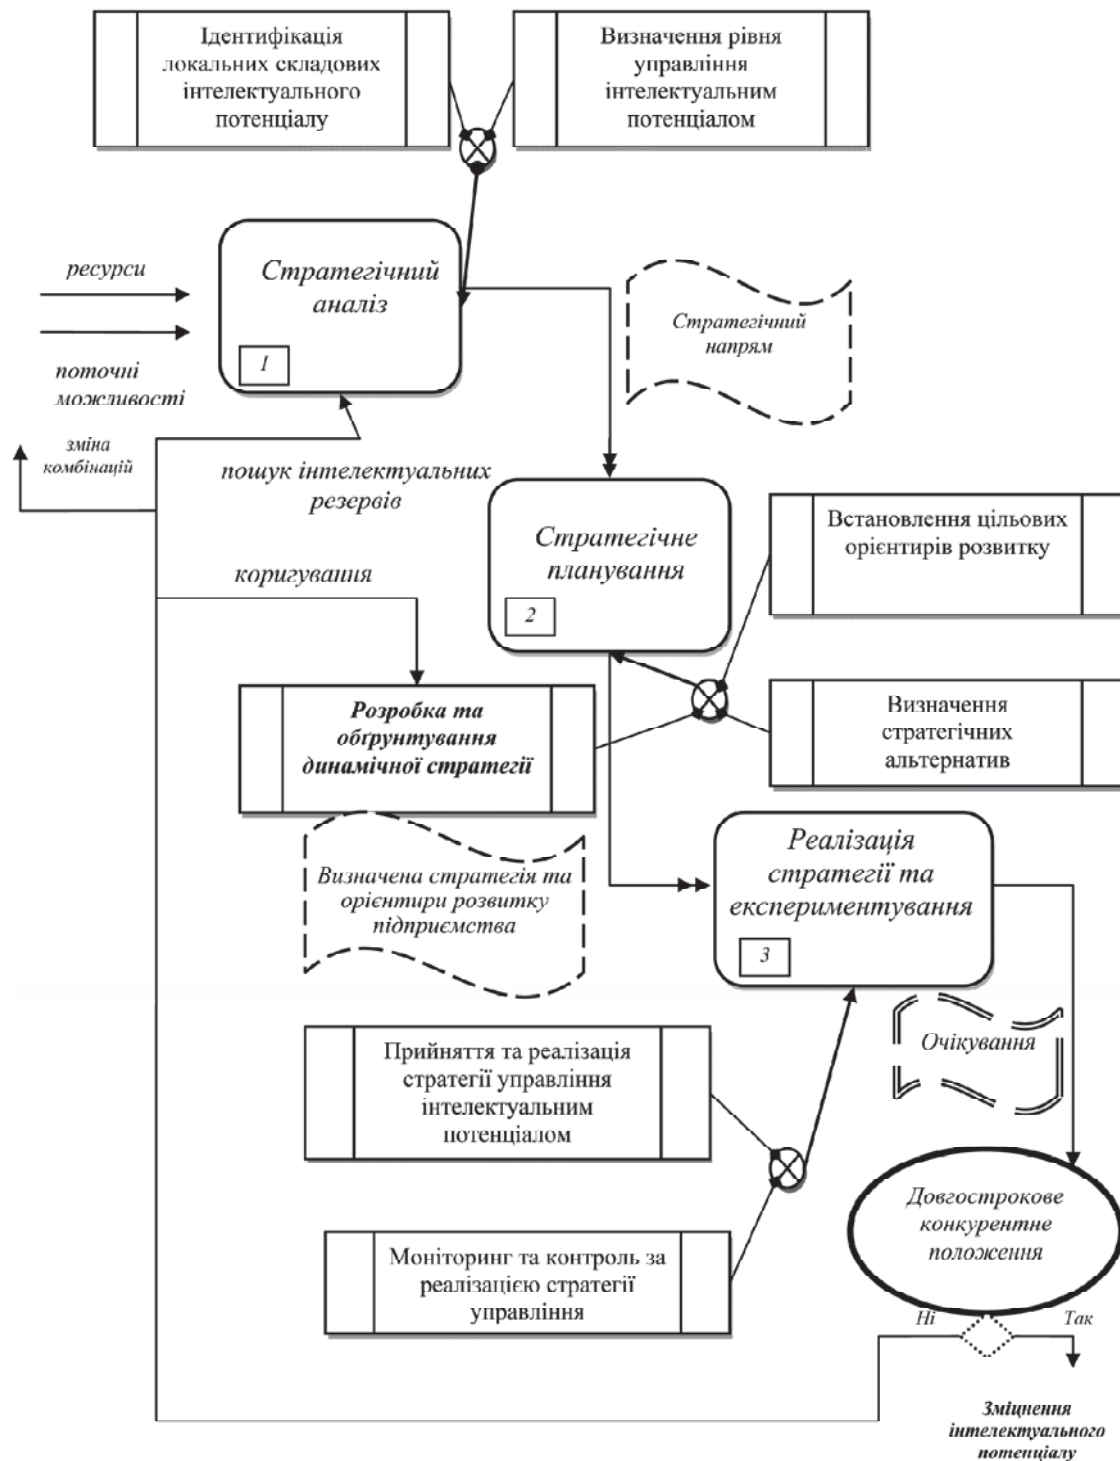 Ідентифікація
локальних складових
інтелектуального
потенціалу
Визначення рівня
управління
інтелектуальним
потенціалом
ресурси
Стратегічний
аналіз
1
Стратегічний
напрям
поточні
можливості
зміна
комбінацій
пошук інтелектуальних
резервів
Стратегічне
планування
2
Встановлення цільових
орієнтирів розвитку
коригування
Розробка та
обґрунтування
динамічної стратегії
Визначення
стратегічних
альтернатив
Визначена стратегія та
орієнтири розвитку
підприємства
Реалізація
стратегії та
експериментування
3
Очікування
Прийняття та реалізація
стратегії управління
інтелектуальним
потенціалом
Моніторинг та контроль за
реалізацією стратегії
управління
Довгострокове
конкурентне
положення
Ні
Так
Зміцнення
інтелектуального
потенціалу